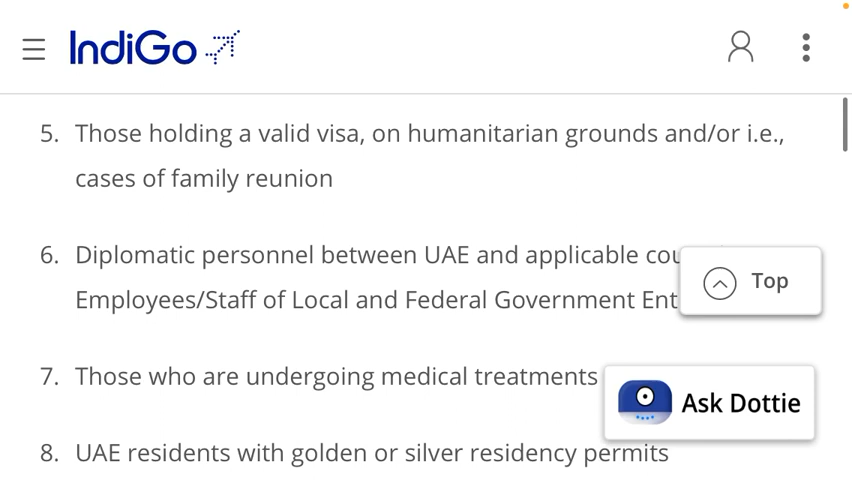 IndiGo
5. Those holding a valid visa, on humanitarian grounds and/or i.e.,
cases of family reunion
6. Diplomatic personnel between UAE and applicable
Employees/Staff of Local and Federal Government
Top
7. Those who are undergoing medical treatments
Ask Dottie
8. UAE residents with golden or silver residency permits